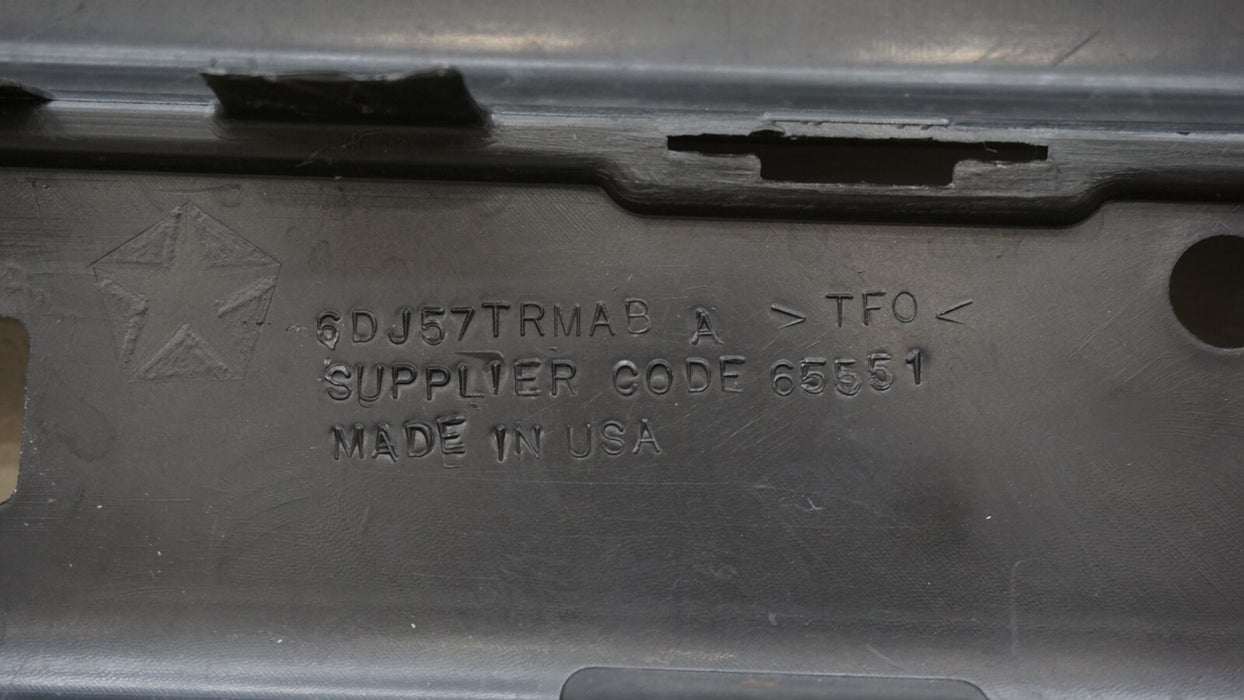 6DJ57TRMAB A >TFO<
SUPPLIER CODE 65551
MADE IN USA